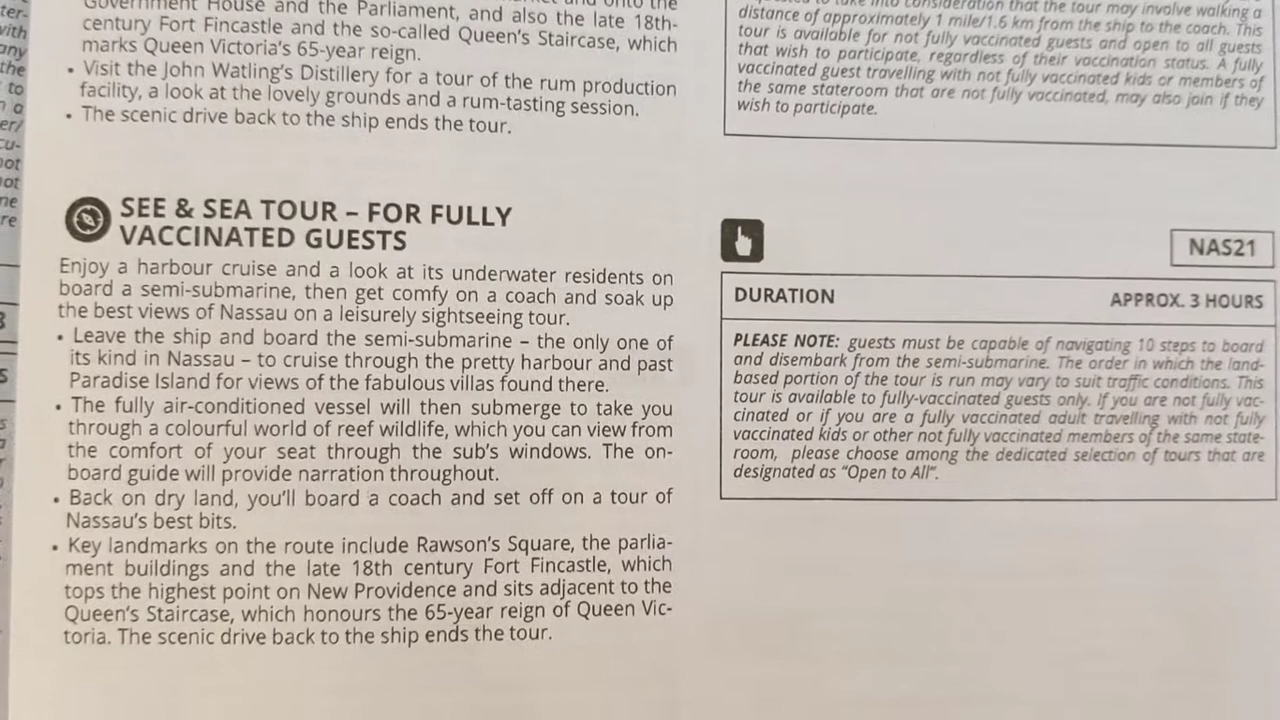 Government House and the Parliament, and also the late 18th-
century Fort Fincastle and the so-called Queen's Staircase, which
marks Queen Victoria's 65-year reign.
• Visit the John Watling's Distillery for a tour of the rum production
facility, a look at the lovely grounds and a rum-tasting session.
• The scenic drive back to the ship ends the tour.
take into consideration that the tour may involve walking a
distance of approximately 1 mile/1.6 km from the ship to the coach. This
tour is available for not fully vaccinated guests and open to all guests
that wish to participate, regardless of their vaccination status. A fully
vaccinated guest travelling with not fully vaccinated kids or members of
the same stateroom that are not fully vaccinated, may also join if they
wish to participate.
SEE & SEA TOUR – FOR FULLY
VACCINATED GUESTS
Enjoy a harbour cruise and a look at its underwater residents on
board a semi-submarine, then get comfy on a coach and soak up
the best views of Nassau on a leisurely sightseeing tour.
• Leave the ship and board the semi-submarine – the only one of
its kind in Nassau – to cruise through the pretty harbour and past
Paradise Island for views of the fabulous villas found there.
• The fully air-conditioned vessel will then submerge to take you
through a colourful world of reef wildlife, which you can view from
the comfort of your seat through the sub's windows. The on-
board guide will provide narration throughout.
• Back on dry land, you'll board a coach and set off on a tour of
Nassau's best bits.
• Key landmarks on the route include Rawson's Square, the parlia-
ment buildings and the late 18th century Fort Fincastle, which
tops the highest point on New Providence and sits adjacent to the
Queen's Staircase, which honours the 65-year reign of Queen Vic-
toria. The scenic drive back to the ship ends the tour.
NAS21
DURATION APPROX. 3 HOURS
PLEASE NOTE: guests must be capable of navigating 10 steps to board
and disembark from the semi-submarine. The order in which the land-
based portion of the tour is run may vary to suit traffic conditions. This
tour is available to fully-vaccinated guests only. If you are not fully vac-
cinated or if you are a fully vaccinated adult travelling with not fully
vaccinated kids or other not fully vaccinated members of the same state-
room, please choose among the dedicated selection of tours that are
designated as "Open to All".